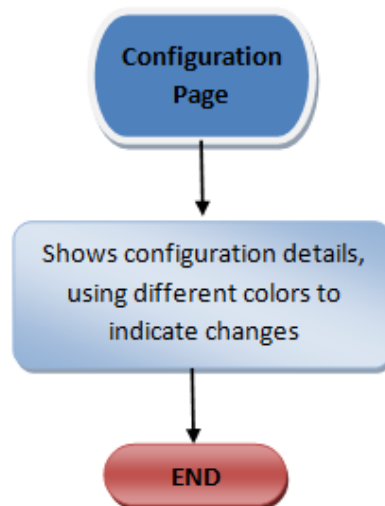 Configuration
Page
Shows configuration details,
using different colors to
indicate changes
END